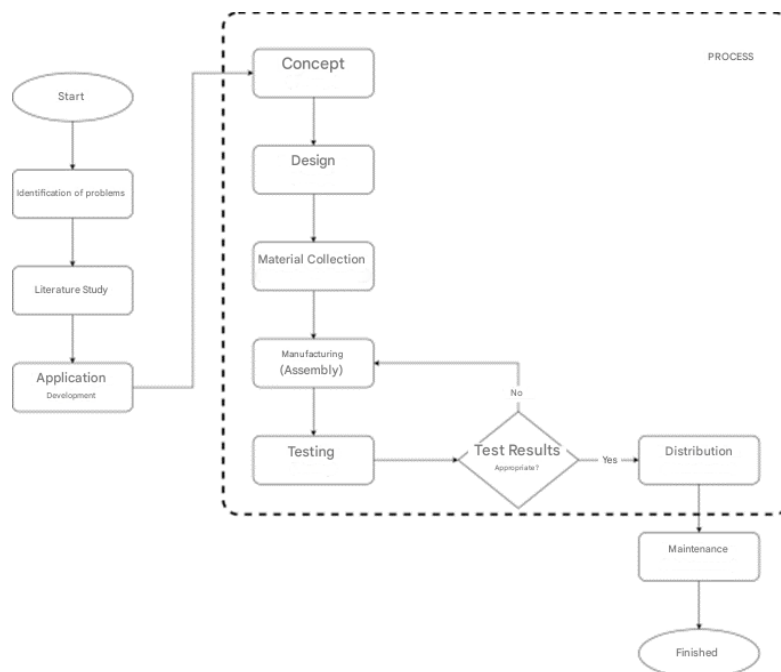 Start
Identification of problems
Literature Study
Application
Development
PROCESS
Concept
Design
Material Collection
Manufacturing
(Assembly)
Testing
Test Results
Appropriate?
No
Yes
Distribution
Maintenance
Finished